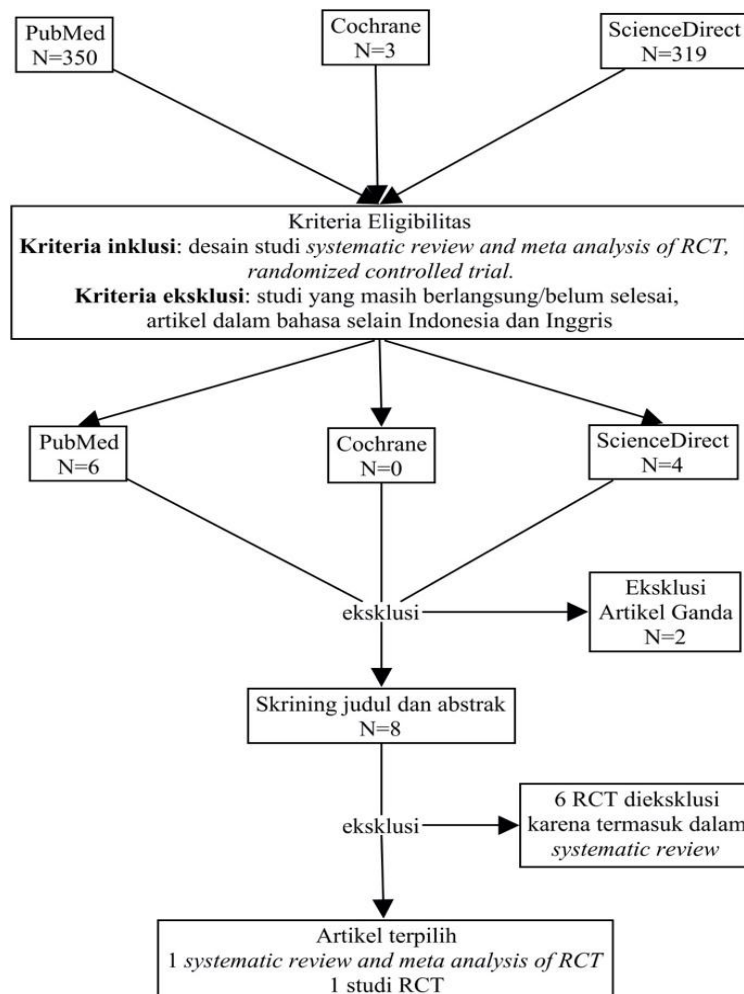 PubMed
N=350
Cochrane
N=3
ScienceDirect
N=319
Kriteria Eligibilitas
Kriteria inklusi: desain studi systematic review and meta analysis of RCT,
randomized controlled trial.
Kriteria eksklusi: studi yang masih berlangsung/belum selesai,
artikel dalam bahasa selain Indonesia dan Inggris
PubMed
N=6
Cochrane
N=0
ScienceDirect
N=4
eksklusi
Eksklusi
Artikel Ganda
N=2
Skrining judul dan abstrak
N=8
eksklusi
6 RCT dieksklusi
karena termasuk dalam
systematic review
Artikel terpilih
1 systematic review and meta analysis of RCT
1 studi RCT